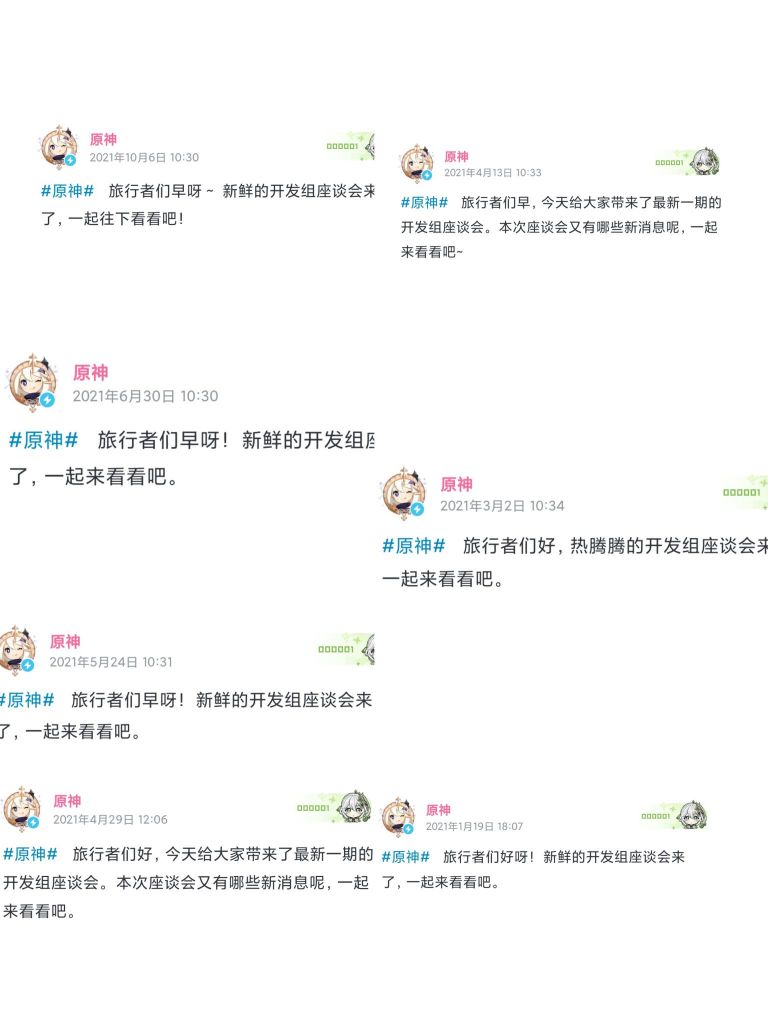 原神
2021年10月6日 10:30
000001
#原神# 旅行者们早呀~ 新鲜的开发组座谈会来
了，一起往下看看吧！
原神
2021年4月13日 10:33
000001
#原神# 旅行者们早，今天给大家带来了最新一期的
开发组座谈会。本次座谈会又有哪些新消息呢，一起
来看看吧~
原神
2021年6月30日 10:30
#原神# 旅行者们早呀！新鲜的开发组座
了，一起来看看吧。
原神
2021年3月2日 10:34
000001
#原神# 旅行者们好，热腾腾的开发组座谈会来
一起来看看吧。
原神
2021年5月24日 10:31
000001
#原神# 旅行者们早呀！新鲜的开发组座谈会来
了，一起来看看吧。
原神
2021年4月29日 12:06
000001
#原神# 旅行者们好，今天给大家带来了最新一期的
开发组座谈会。本次座谈会又有哪些新消息呢，一起
来看看吧。
原神
2021年1月19日 18:07
000001
#原神# 旅行者们好呀！新鲜的开发组座谈会来
了，一起来看看吧。